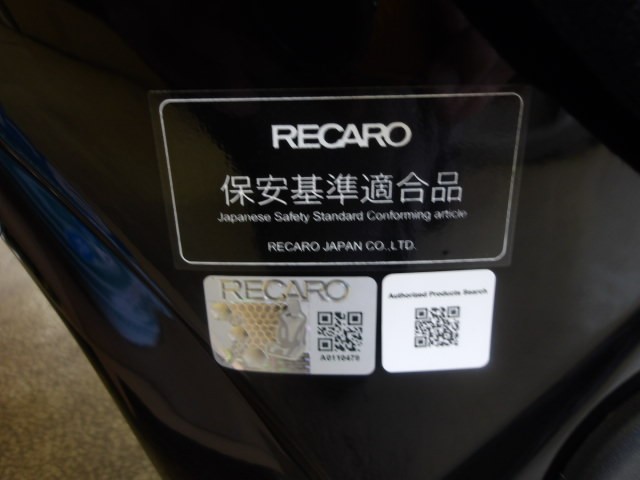 RECARO
保安基準適合品
Japanese Safety Standard Conforming article
RECARO JAPAN CO.,LTD.
RECARO
A0110479
Authorized Products Search